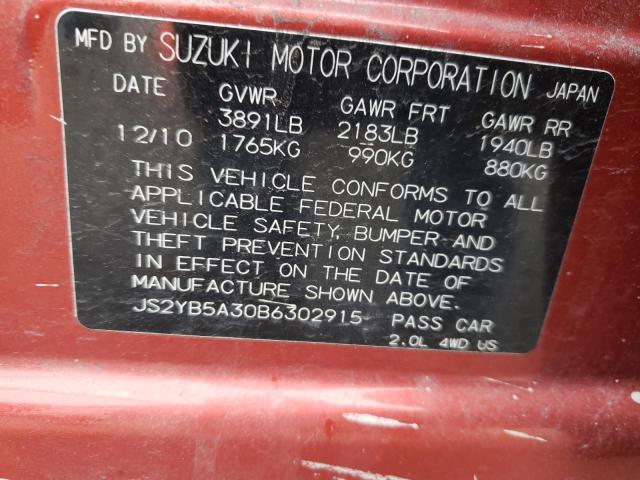 MFD BY SUZUKI MOTOR CORPORATION JAPAN
DATE GVWR GAWR FRT GAWR RR
3891LB 2183LB 1940LB
12/10 1765KG 990KG 880KG
THIS VEHICLE CONFORMS TO ALL
APPLICABLE FEDERAL MOTOR
VEHICLE SAFETY, BUMPER AND
THEFT PREVENTION STANDARDS
IN EFFECT ON THE DATE OF
MANUFACTURE SHOWN ABOVE.
JS2YB5A30B6302915 PASS CAR
2.0L 4WD US